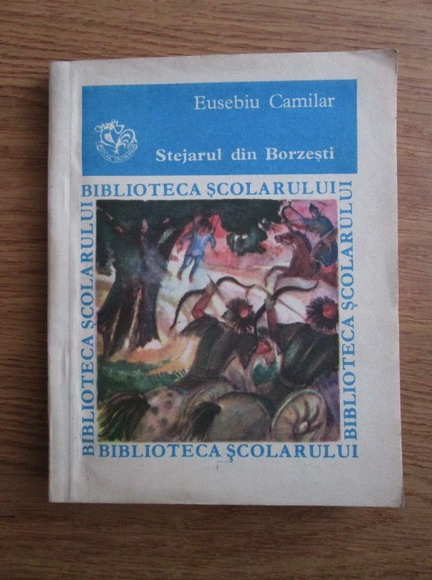 Eusebiu Camilar
Stejarul din Borzești
BIBLIOTECA ȘCOLARULUI
BIBLIOTECA ȘCOLARULUI
BIBLIOTECA ȘCOLARULUI
BIBLIOTECA ȘCOLARULUI